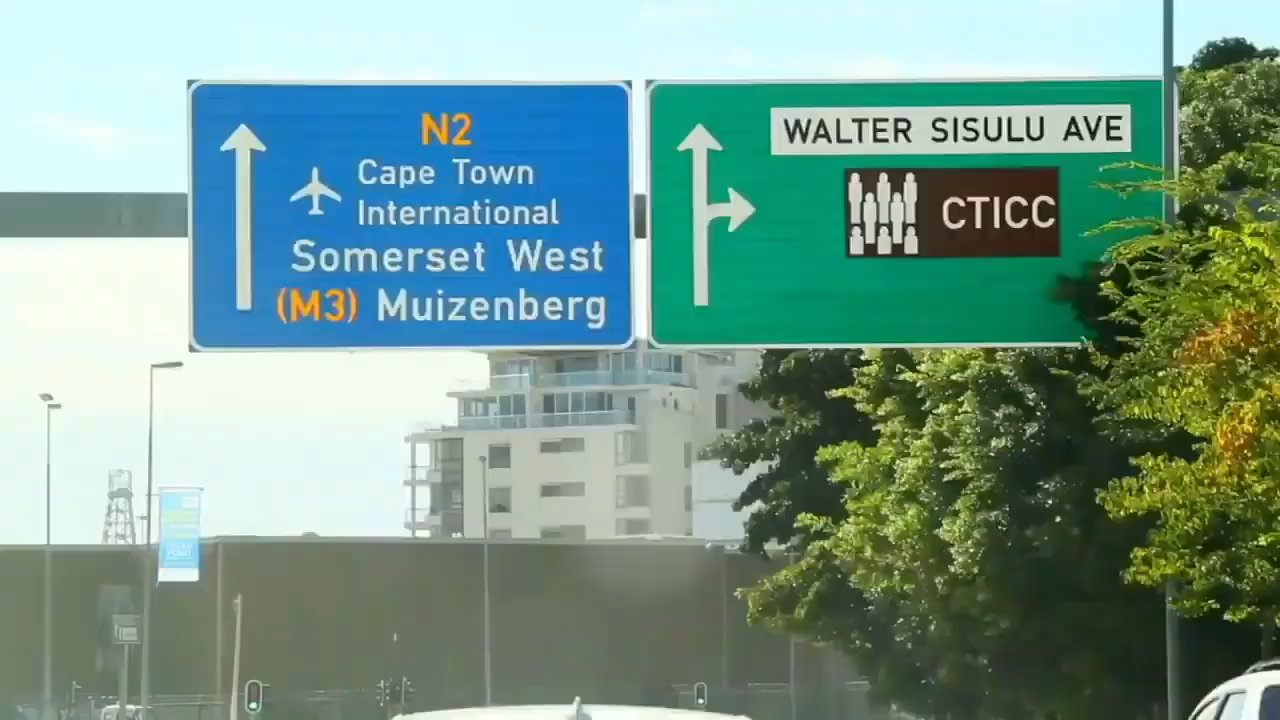 N2
Cape Town
International
Somerset West
(M3) Muizenberg
WALTER SISULU AVE
CTICC